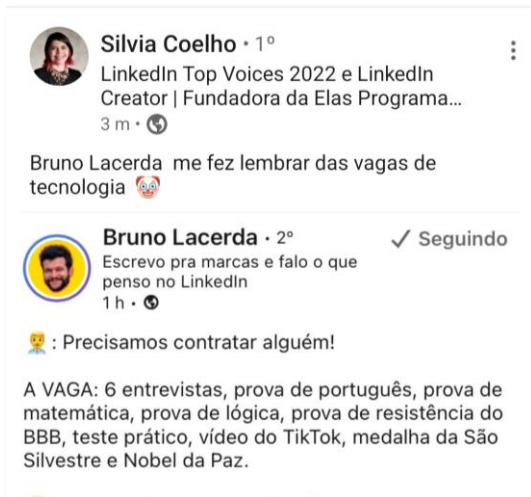 Silvia Coelho • 1º
LinkedIn Top Voices 2022 e LinkedIn
Creator | Fundadora da Elas Programa...
3 m •
Bruno Lacerda me fez lembrar das vagas de
tecnologia 🤡
Bruno Lacerda • 2º
✓ Seguindo
Escrevo pra marcas e falo o que
penso no LinkedIn
1 h •
👨‍💼 : Precisamos contratar alguém!
A VAGA: 6 entrevistas, prova de português, prova de
matemática, prova de lógica, prova de resistência do
BBB, teste prático, vídeo do TikTok, medalha da São
Silvestre e Nobel da Paz.